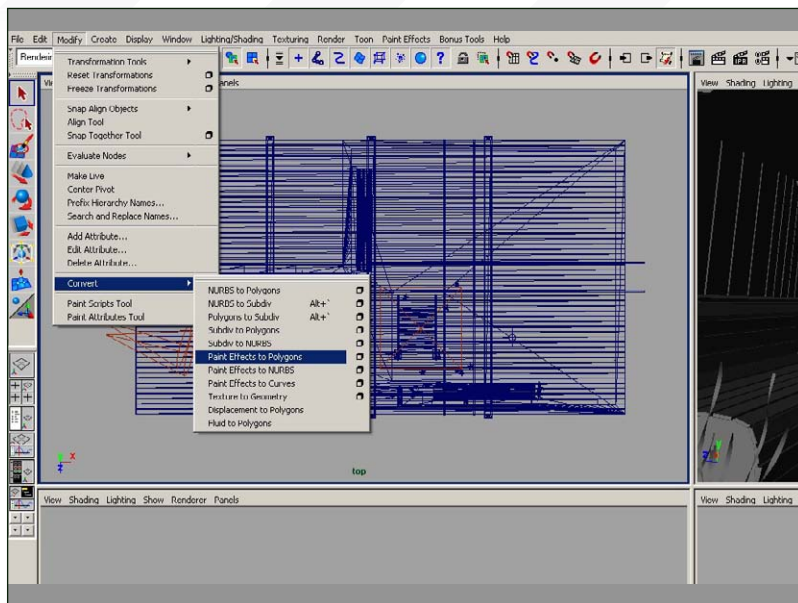 File Edit Modify Create Display Window Lighting/Shading Texturing Render Toon Paint Effects Bonus Tools Help
Transformation Tools
Reset Transformations
Freeze Transformations
Snap Align Objects
Align Tool
Snap Together Tool
Evaluate Nodes
Make Live
Center Pivot
Prefix Hierarchy Names...
Search and Replace Names...
Add Attribute...
Edit Attribute...
Delete Attribute...
Convert
Paint Scripts Tool
Paint Attributes Tool
NURBS to Polygons
NURBS to Subdiv Alt+`
Polygons to Subdiv Alt+`
Subdiv to Polygons
Subdiv to NURBS
Paint Effects to Polygons
Paint Effects to NURBS
Paint Effects to Curves
Texture to Geometry
Displacement to Polygons
Fluid to Polygons
View Shading Lighting
x
z
top
y
z
View Shading Lighting Show Renderer Panels
View Shading Lighting